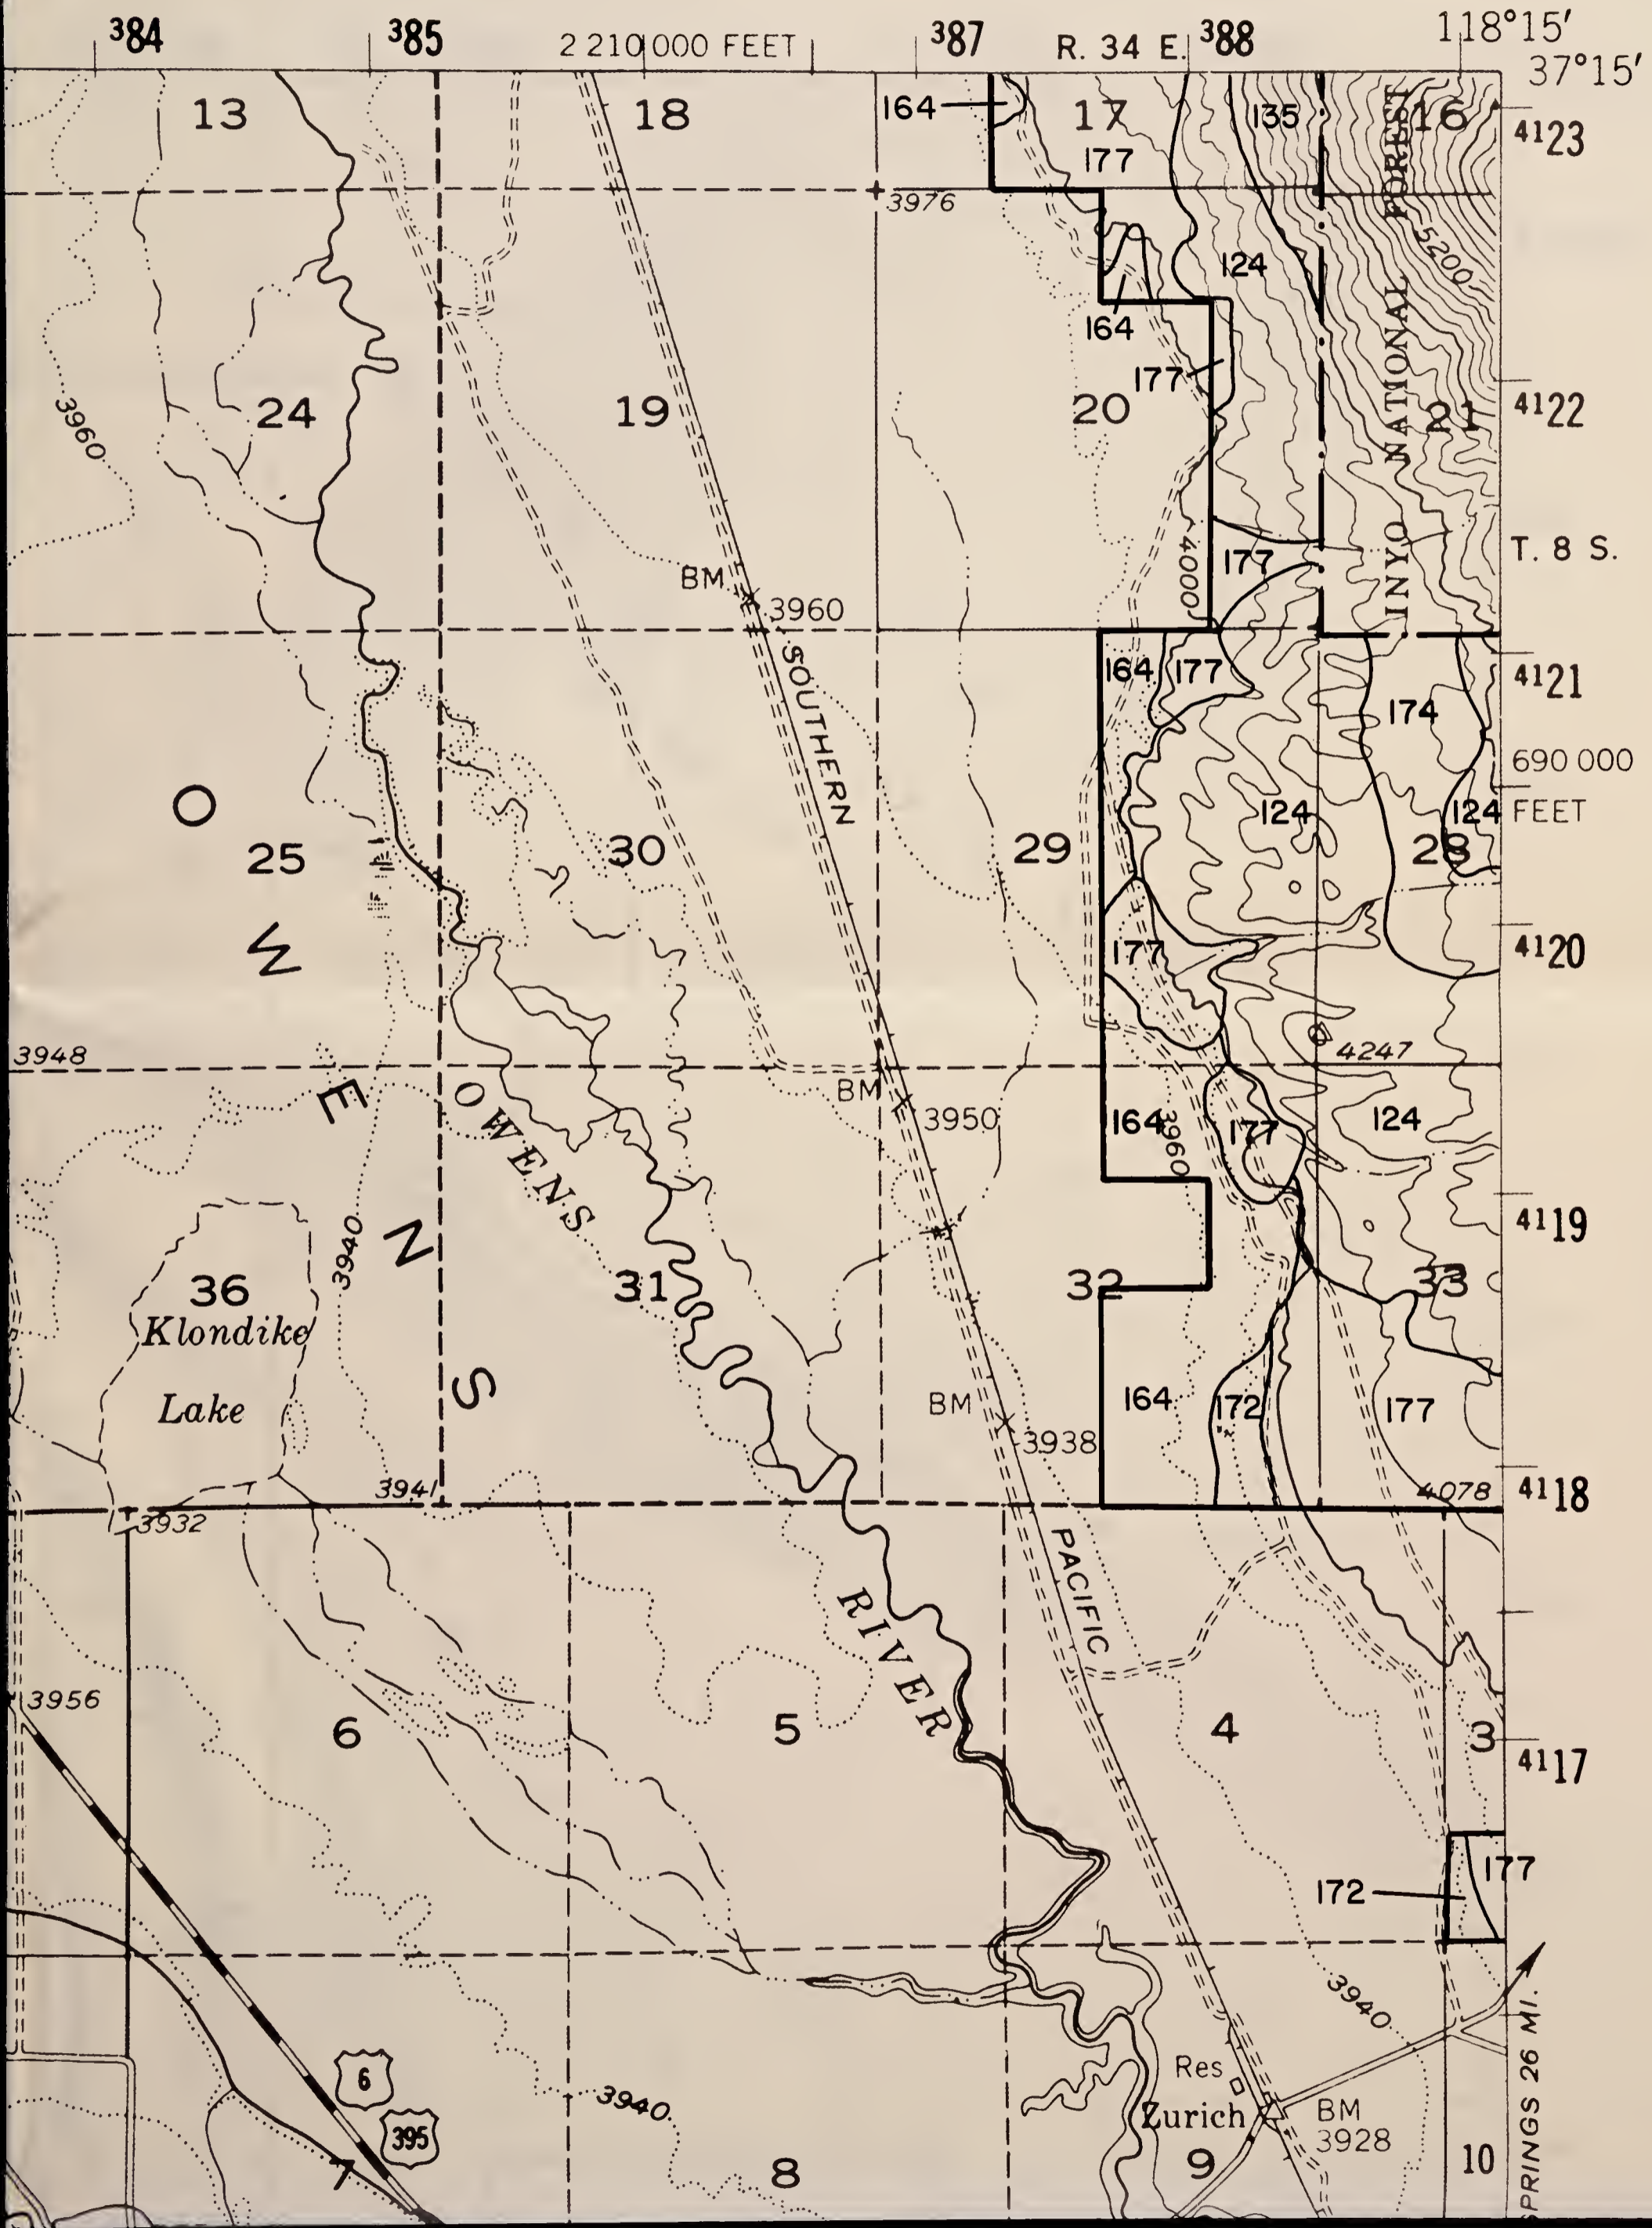 384 385 2 210 000 FEET 387 R. 34 E. 388 118°15′
37°15′
13 18 164 17 135 16 4123
177
3976
INYO NATIONAL FOREST
5200
124
164
177
3960 24 19 20 21 4122
4000
177 T. 8 S.
BM
3960
164 177 4121
174
SOUTHERN
690 000
FEET
124 124
25 30 29 28
OWENS
177 4120
3948 4247
BM
3950
164 3960 177 124
OWENS
3940
4119
36 31 32 33
Klondike
Lake
BM
164 172 177
3938
3941 4078 4118
3932
PACIFIC
RIVER
3956
6 5 4 3
4117
177
172
3940
SPRINGS 26 MI.
6
Res
3940
Zurich BM
3928
395
7 8 9 10